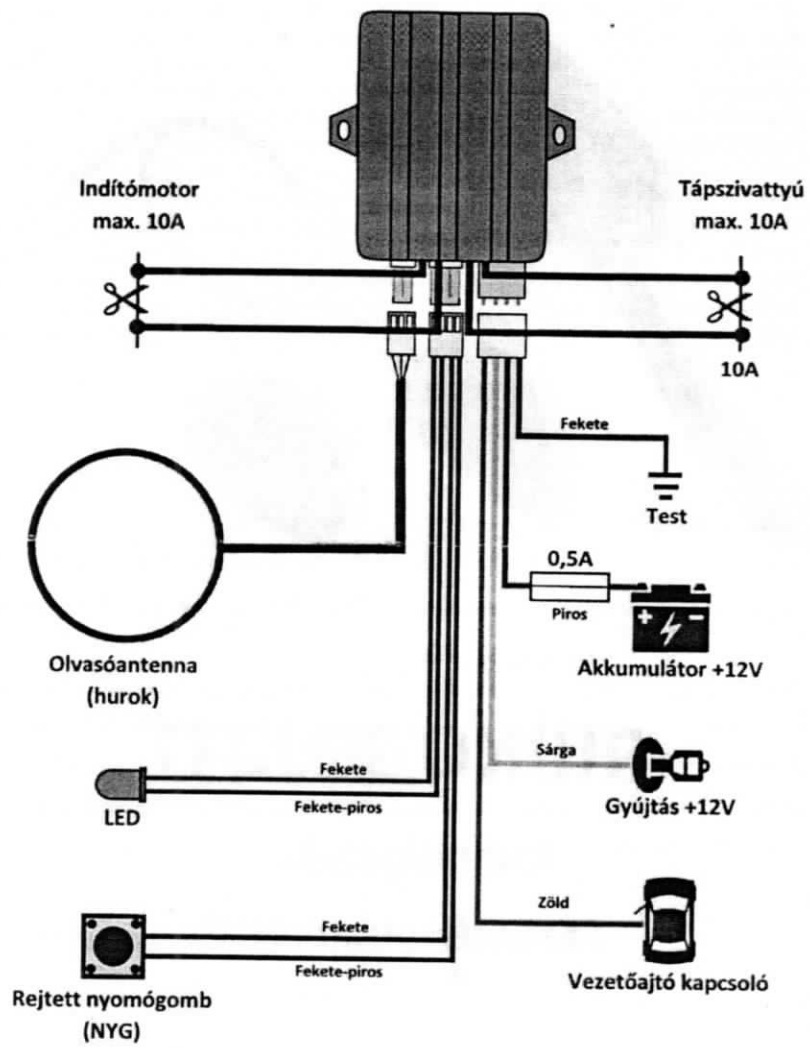 Indítómotor
max. 10A
Tápszivattyú
max. 10A
10A
Fekete
Test
0,5A
Piros
+ -
Akkumulátor +12V
Olvasóantenna
(hurok)
Sárga
Gyújtás +12V
Fekete
Fekete-piros
LED
Zöld
Vezetőajtó kapcsoló
Fekete
Fekete-piros
Rejtett nyomógomb
(NYG)